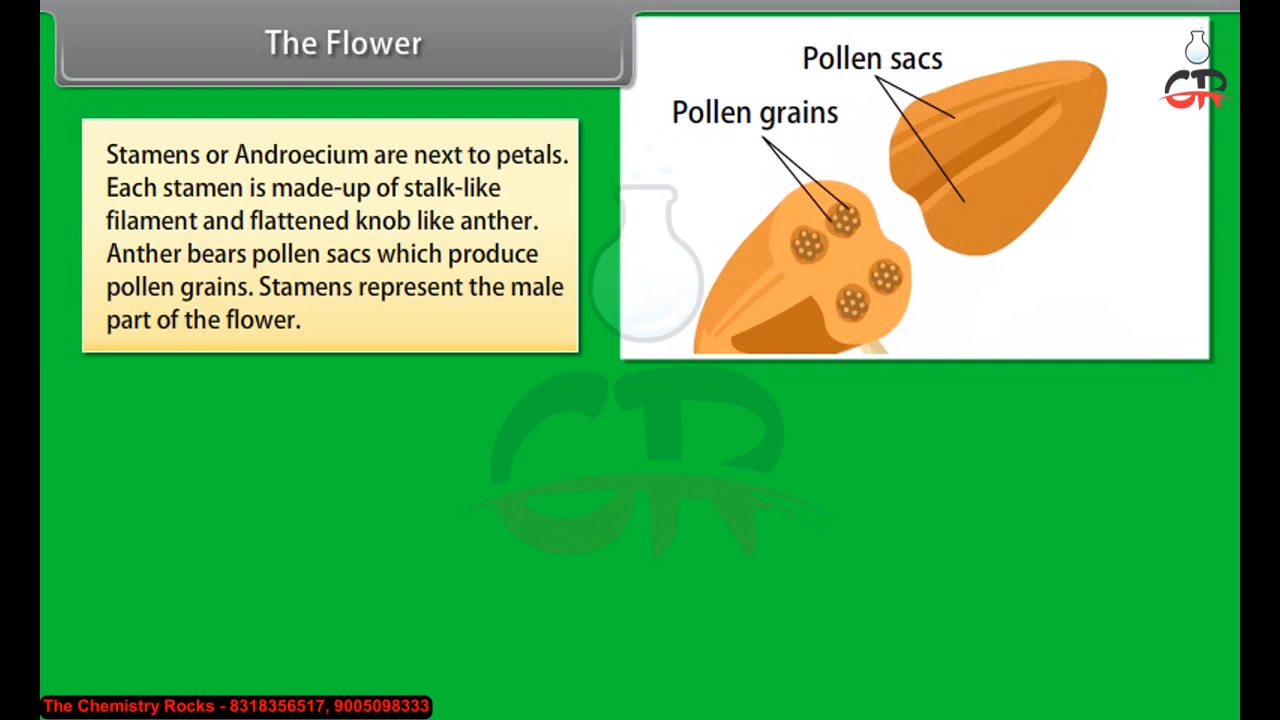 The Flower
Stamens or Androecium are next to petals.
Each stamen is made-up of stalk-like
filament and flattened knob like anther.
Anther bears pollen sacs which produce
pollen grains. Stamens represent the male
part of the flower.
Pollen sacs
Pollen grains
GR
GR
The Chemistry Rocks - 8318356517, 9005098333